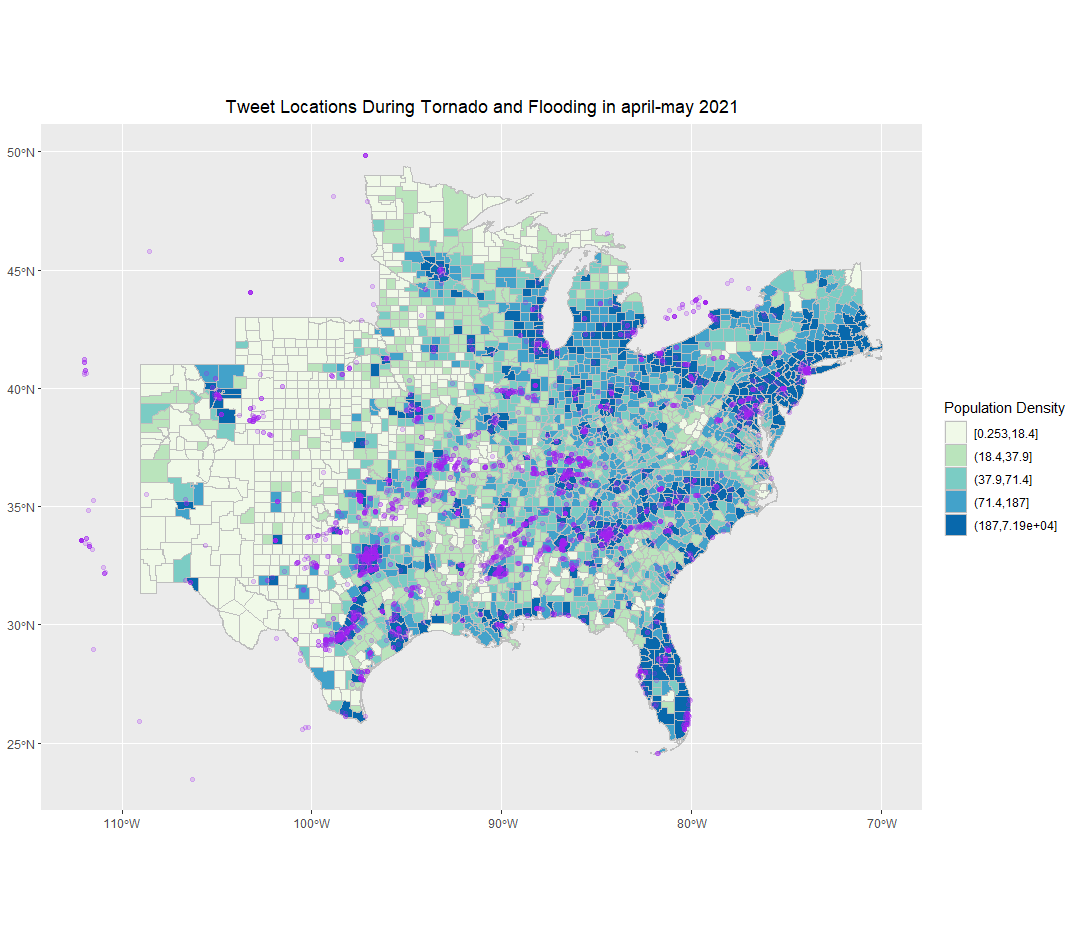 Tweet Locations During Tornado and Flooding in april-may 2021
50°N
45°N
40°N
35°N
30°N
25°N
110°W
100°W
90°W
80°W
70°W
Population Density
[0.253,18.4]
(18.4,37.9]
(37.9,71.4]
(71.4,187]
(187,7.19e+04]